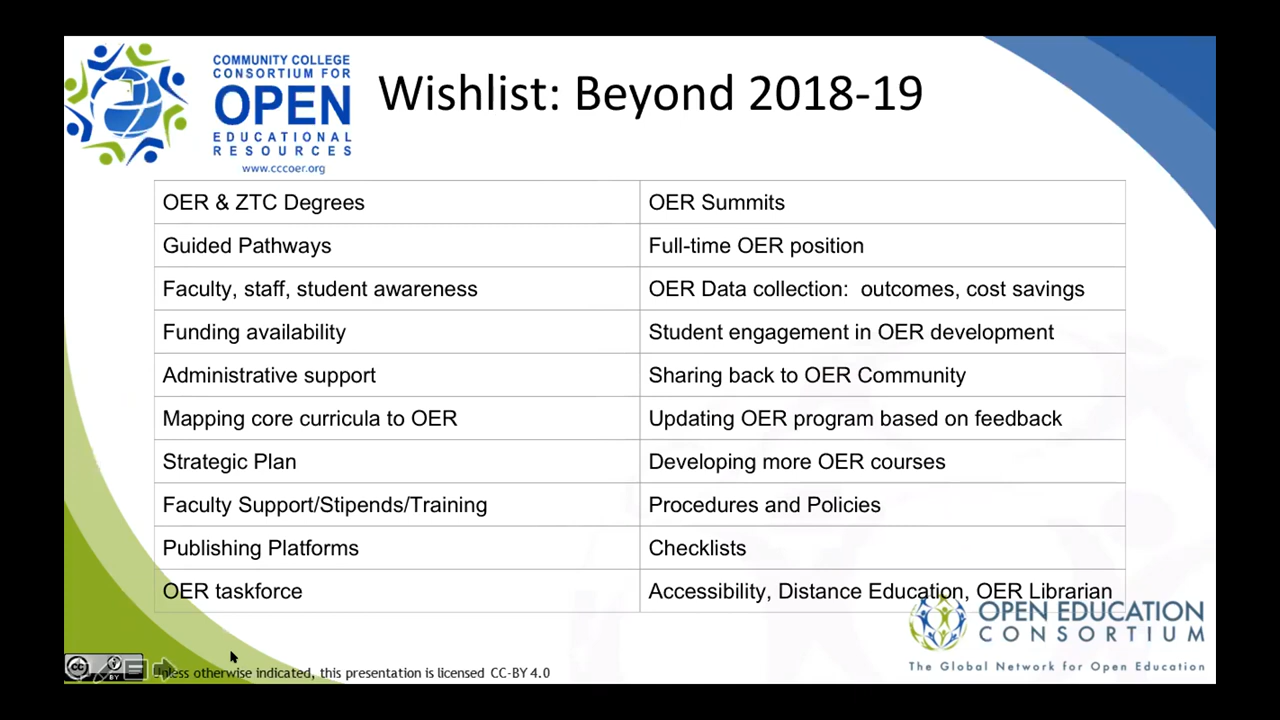 COMMUNITY COLLEGE
CONSORTIUM FOR
OPEN
EDUCATIONAL
RESOURCES
www.cccoer.org
Wishlist: Beyond 2018-19
OER & ZTC Degrees
OER Summits
Guided Pathways
Full-time OER position
Faculty, staff, student awareness
OER Data collection: outcomes, cost savings
Funding availability
Student engagement in OER development
Administrative support
Sharing back to OER Community
Mapping core curricula to OER
Updating OER program based on feedback
Strategic Plan
Developing more OER courses
Faculty Support/Stipends/Training
Procedures and Policies
Publishing Platforms
Checklists
OER taskforce
Accessibility, Distance Education, OER Librarian
OPEN EDUCATION
CONSORTIUM
The Global Network for Open Education
cc
BY
Unless otherwise indicated, this presentation is licensed CC-BY 4.0